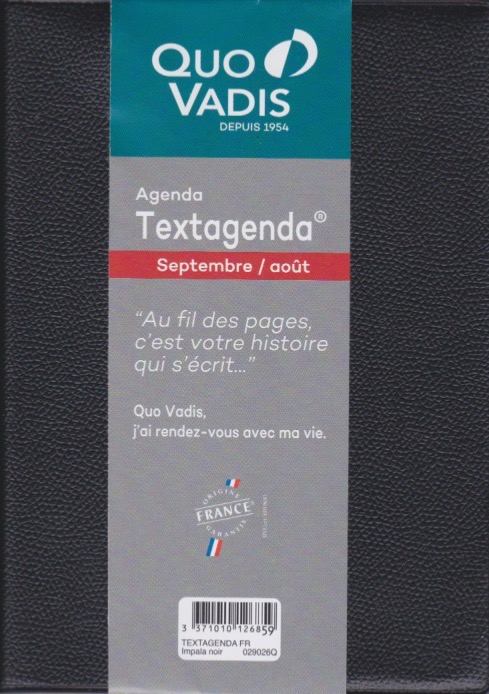 QUO
VADIS
DEPUIS 1954
Agenda
Textagenda®
Septembre / août
“Au fil des pages,
c’est votre histoire
qui s’écrit...”
Quo Vadis,
j’ai rendez-vous avec ma vie.
ORIGINE
FRANCE
GARANTIE
3 371010 126859
TEXTAGENDA FR
Impala noir 029026Q